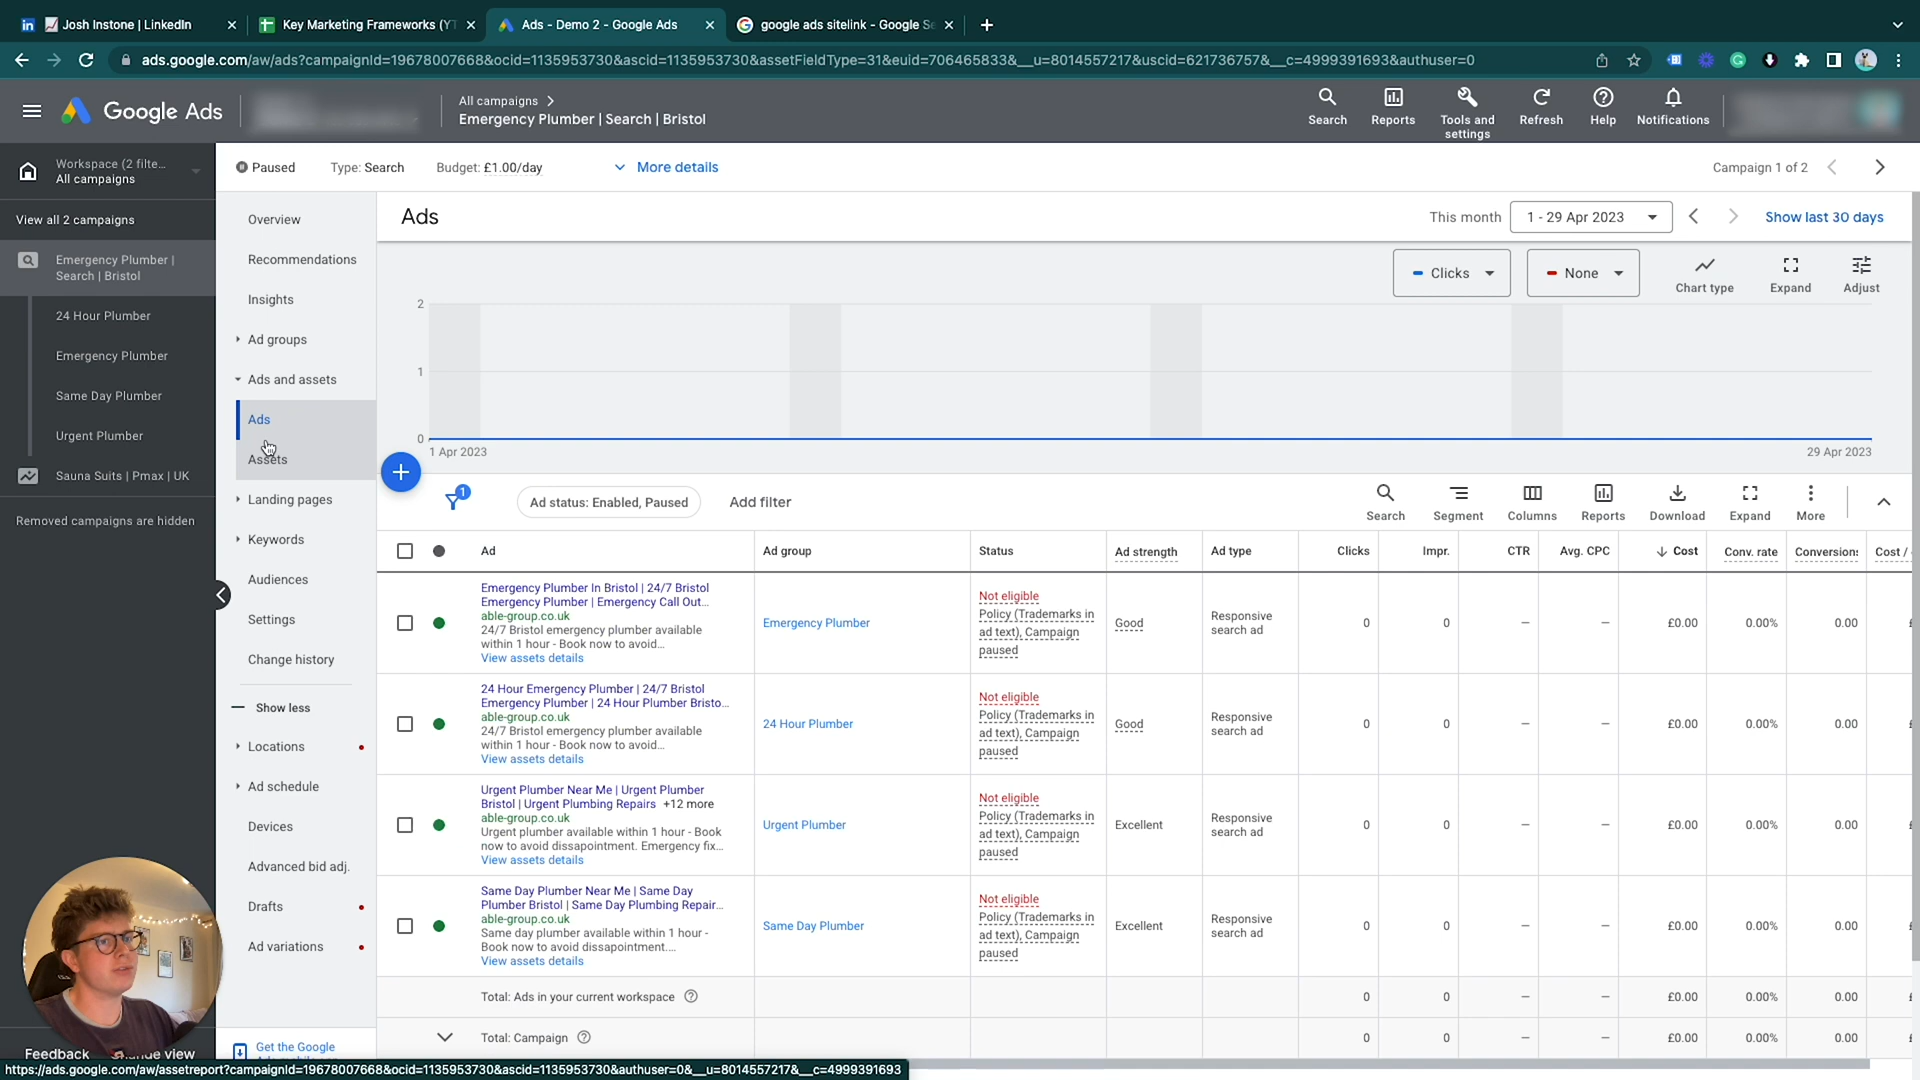 Josh Instone | LinkedIn
Key Marketing Frameworks (YT
Ads - Demo 2 - Google Ads
google ads sitelink - Google Se
ads.google.com/aw/ads?campaignId=19678007668&ocid=1135953730&ascid=1135953730&assetFieldType=31&euid=706465833&__u=8014557217&uscid=621736757&__c=4999391693&authuser=0
Google Ads
All campaigns
Emergency Plumber | Search | Bristol
Search
Reports
Tools and settings
Refresh
Help
Notifications
Workspace (2 filte...
All campaigns
View all 2 campaigns
Emergency Plumber |
Search | Bristol
24 Hour Plumber
Emergency Plumber
Same Day Plumber
Urgent Plumber
Sauna Suits | Pmax | UK
Removed campaigns are hidden
Feedback
Paused
Type: Search
Budget: £1.00/day
More details
Campaign 1 of 2
Overview
Recommendations
Insights
Ad groups
Ads and assets
Ads
Assets
Landing pages
Keywords
Audiences
Settings
Change history
Show less
Locations
Ad schedule
Devices
Advanced bid adj.
Drafts
Ad variations
Get the Google
Ads
This month
1 - 29 Apr 2023
Show last 30 days
Clicks
None
Chart type
Expand
Adjust
2
1
0
1 Apr 2023
29 Apr 2023
1
Ad status: Enabled, Paused
Add filter
Search
Segment
Columns
Reports
Download
Expand
More
Ad Ad group Status Ad strength Ad type Clicks Impr. CTR Avg. CPC Cost Conv. rate Conversions Cost /
Emergency Plumber In Bristol | 24/7 Bristol
Emergency Plumber | Emergency Call Out...
able-group.co.uk
24/7 Bristol emergency plumber available
within 1 hour - Book now to avoid...
View assets details
Emergency Plumber
Not eligible
Policy (Trademarks in
ad text), Campaign
paused
Good
Responsive
search ad
0 0 – – £0.00 0.00% 0.00 £
24 Hour Emergency Plumber | 24/7 Bristol
Emergency Plumber | 24 Hour Plumber Bristo...
able-group.co.uk
24/7 Bristol emergency plumber available
within 1 hour - Book now to avoid...
View assets details
24 Hour Plumber
Not eligible
Policy (Trademarks in
ad text), Campaign
paused
Good
Responsive
search ad
0 0 – – £0.00 0.00% 0.00 £
Urgent Plumber Near Me | Urgent Plumber
Bristol | Urgent Plumbing Repairs +12 more
able-group.co.uk
Urgent plumber available within 1 hour - Book
now to avoid dissapointment. Emergency fix...
View assets details
Urgent Plumber
Not eligible
Policy (Trademarks in
ad text), Campaign
paused
Excellent
Responsive
search ad
0 0 – – £0.00 0.00% 0.00 £
Same Day Plumber Near Me | Same Day
Plumber Bristol | Same Day Plumbing Repair...
able-group.co.uk
Same day plumber available within 1 hour -
Book now to avoid dissapointment....
View assets details
Same Day Plumber
Not eligible
Policy (Trademarks in
ad text), Campaign
paused
Excellent
Responsive
search ad
0 0 – – £0.00 0.00% 0.00 £
Total: Ads in your current workspace
0 0 – – £0.00 0.00% 0.00 £
Total: Campaign
0 0 – – £0.00 0.00% 0.00 £
https://ads.google.com/aw/assetreport?campaignId=19678007668&ocid=1135953730&ascid=1135953730&authuser=0&__u=8014557217&__c=4999391693